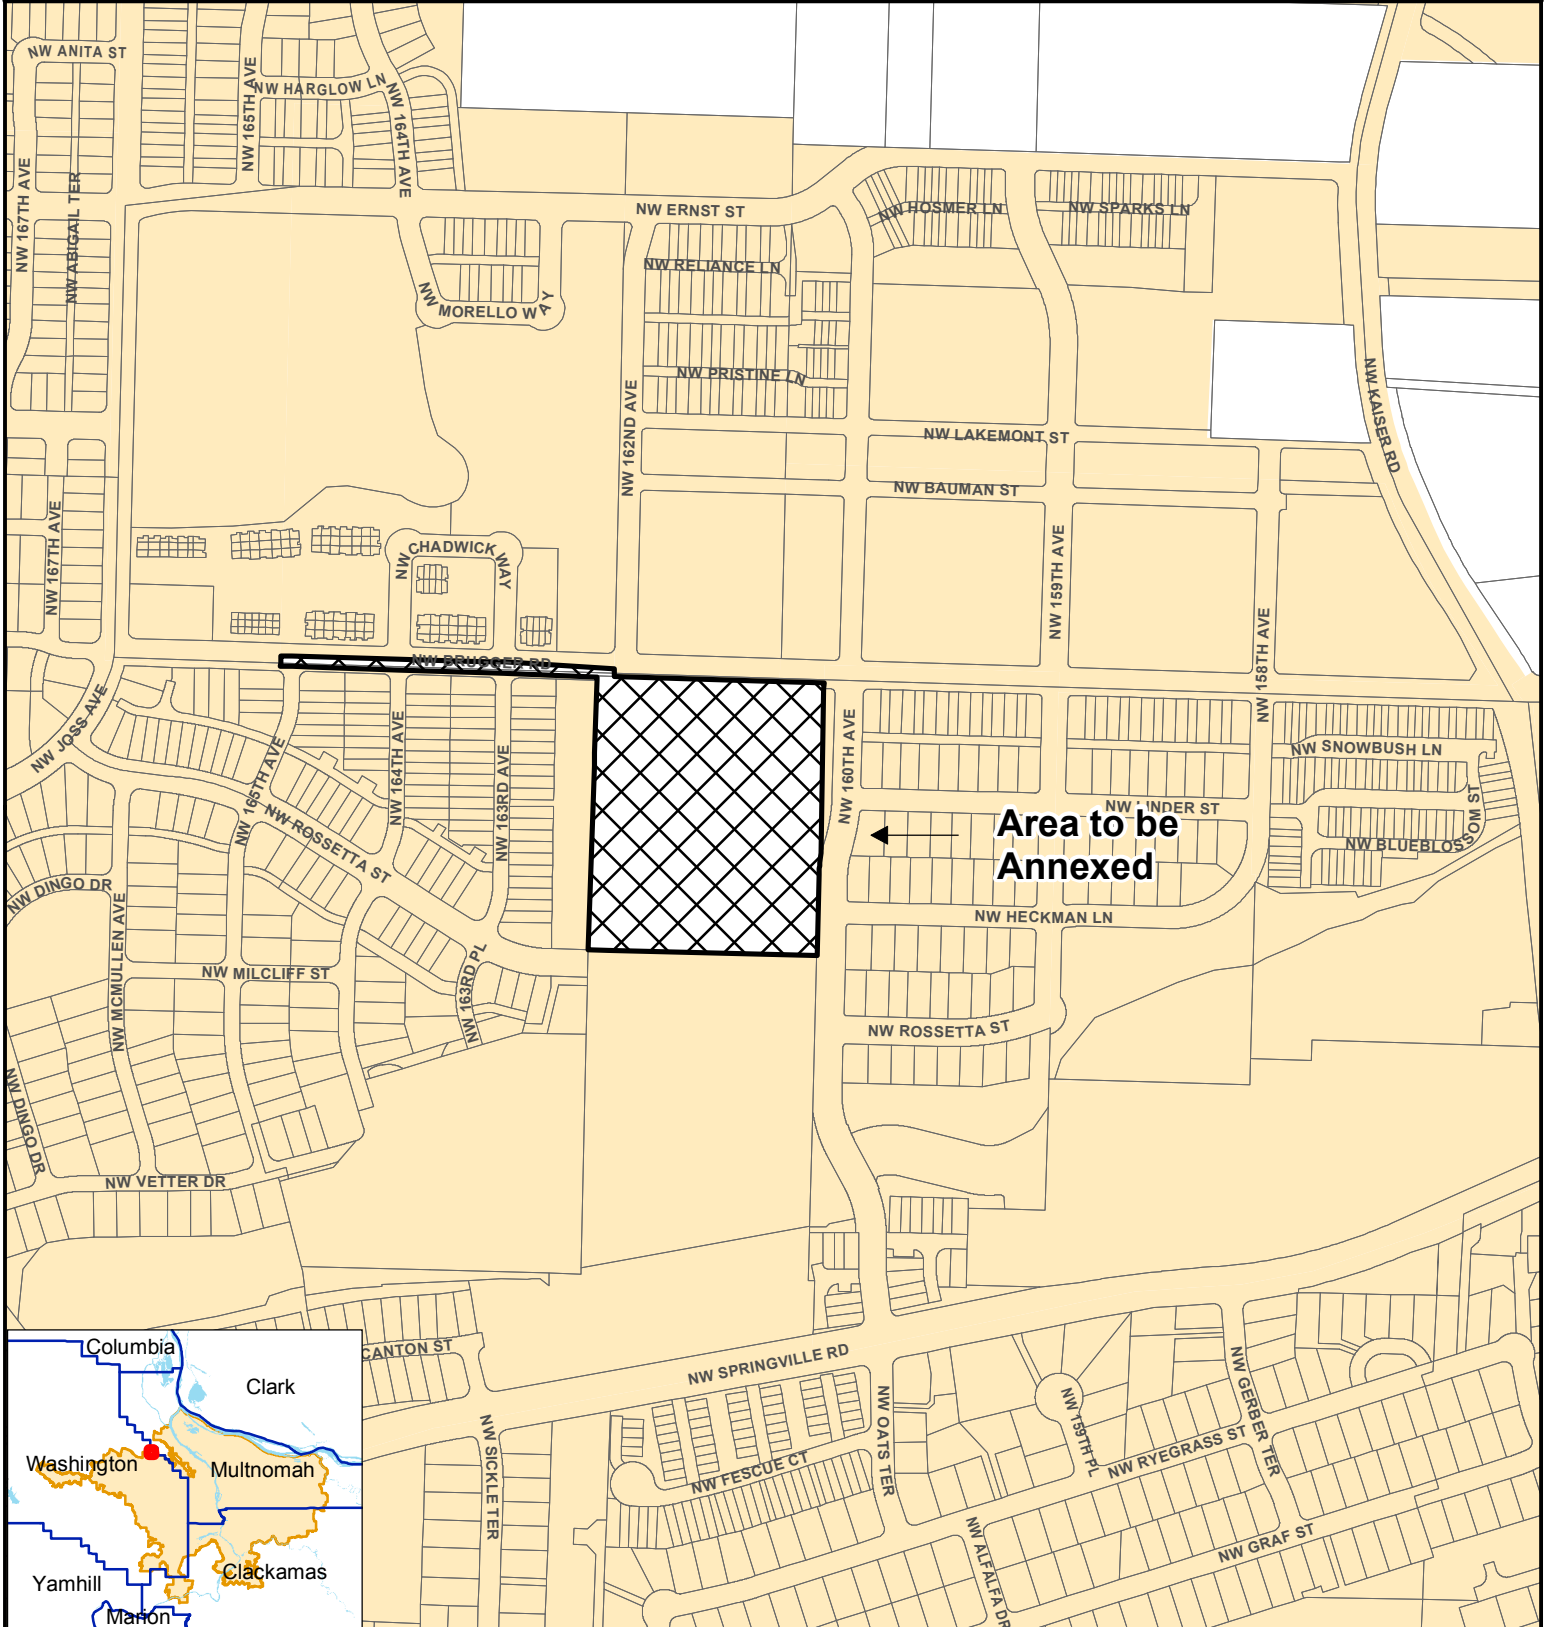 NW ANITA ST
NW HARGLOW LN
NW 165TH AVE
NW 164TH AVE
NW 167TH AVE
NW ABIGAIL TER
NW ERNST ST
NW HOSMER LN
NW SPARKS LN
NW RELIANCE LN
NW MORELLO WAY
NW PRISTINE LN
NW 162ND AVE
NW LAKEMONT ST
NW KAISER RD
NW BAUMAN ST
NW 167TH AVE
NW CHADWICK WAY
NW 159TH AVE
NW 158TH AVE
NW BRUGGER RD
NW JOSS AVE
NW 165TH AVE
NW 164TH AVE
NW 163RD AVE
NW 160TH AVE
NW SNOWBUSH LN
NW LINDER ST
NW ROSSETTA ST
Area to be
Annexed
NW BLUEBLOSSOM ST
NW DINGO DR
NW MCMULLEN AVE
NW HECKMAN LN
NW MILCLIFF ST
NW 163RD PL
NW ROSSETTA ST
NW DINGO DR
NW VETTER DR
CANTON ST
NW SPRINGVILLE RD
NW SICKLE TER
NW FESCUE CT
NW OATS TER
NW 159TH PL
NW RYEGRASS ST
NW GERBER TER
NW GRAF ST
NW ALFALFA DR
Columbia
Clark
Washington
Multnomah
Clackamas
Yamhill
Marion